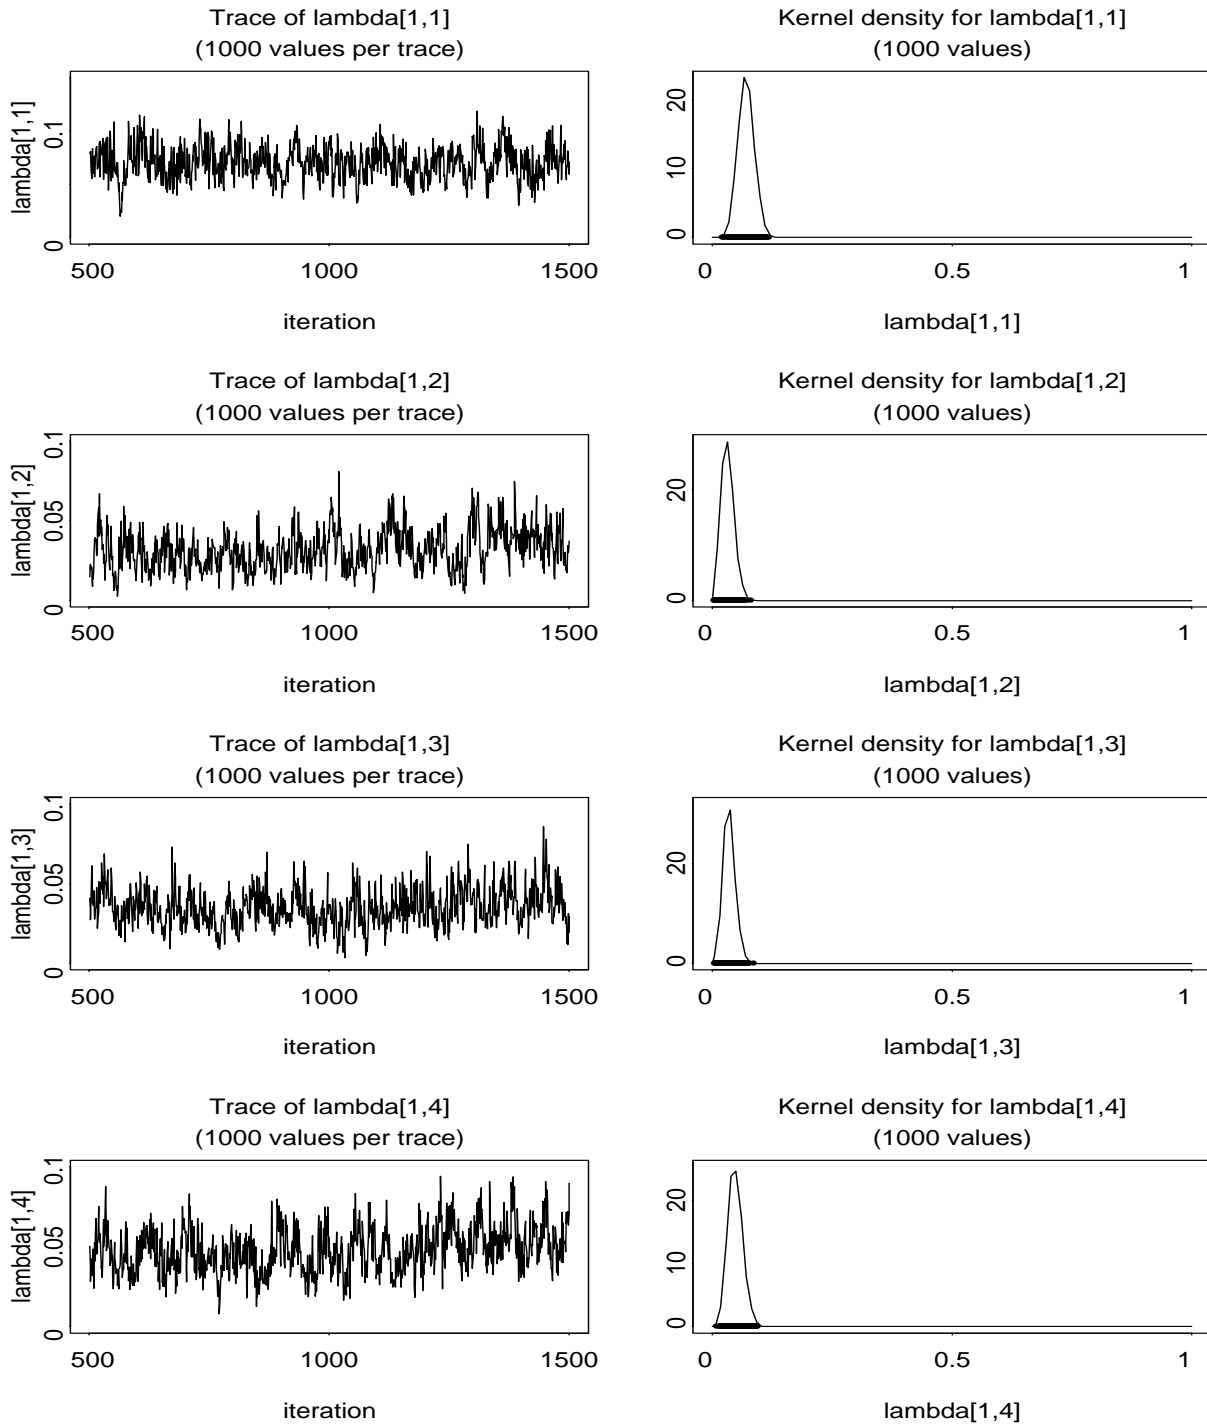 Trace of lambda[1,1]
(1000 values per trace)
lambda[1,1]
0.1
0
500 1000 1500
iteration
Kernel density for lambda[1,1]
(1000 values)
20
10
0
0 0.5 1
lambda[1,1]
Trace of lambda[1,2]
(1000 values per trace)
lambda[1,2]
0.1
0.05
0
500 1000 1500
iteration
Kernel density for lambda[1,2]
(1000 values)
20
0
0 0.5 1
lambda[1,2]
Trace of lambda[1,3]
(1000 values per trace)
lambda[1,3]
0.1
0.05
0
500 1000 1500
iteration
Kernel density for lambda[1,3]
(1000 values)
20
0
0 0.5 1
lambda[1,3]
Trace of lambda[1,4]
(1000 values per trace)
lambda[1,4]
0.1
0.05
0
500 1000 1500
iteration
Kernel density for lambda[1,4]
(1000 values)
20
10
0
0 0.5 1
lambda[1,4]